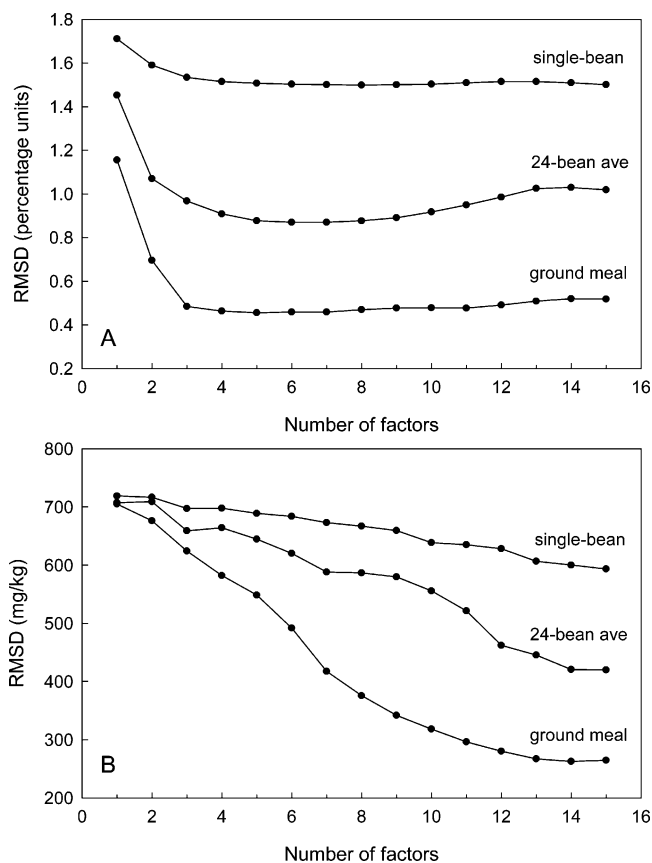 1.8
1.6
1.4
1.2
1.0
0.8
0.6
0.4
0.2
RMSD (percentage units)
single-bean
24-bean ave
ground meal
A
0 2 4 6 8 10 12 14 16
Number of factors
800
700
600
500
400
300
200
RMSD (mg/kg)
single-bean
24-bean ave
ground meal
B
0 2 4 6 8 10 12 14 16
Number of factors